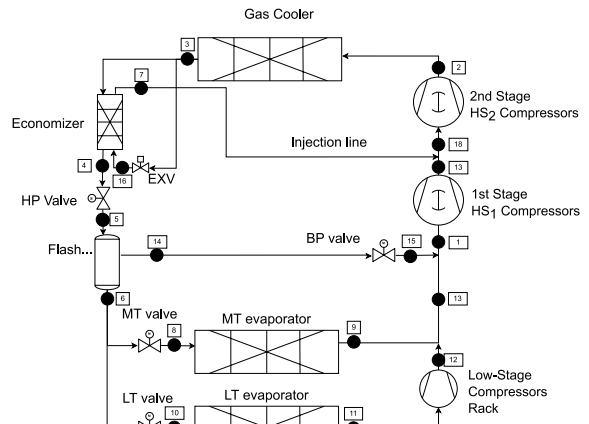 Gas Cooler
3
2
7
2nd Stage
HS2 Compressors
Economizer
Injection line
18
4
13
16
EXV
HP Valve
1st Stage
HS1 Compressors
5
Flash...
14
BP valve
15
1
6
13
MT valve
MT evaporator
8
9
12
Low-Stage
Compressors
Rack
LT valve
LT evaporator
10
11